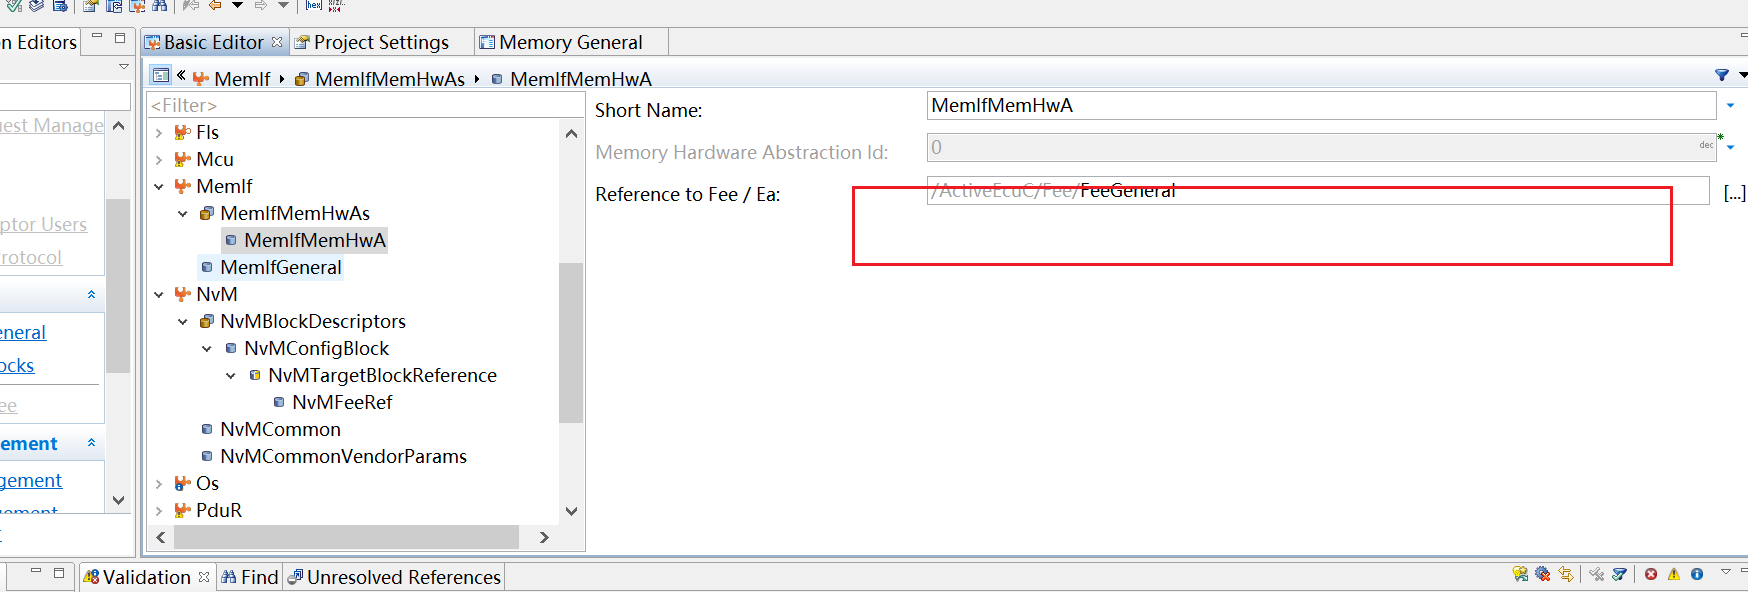 n Editors
Basic Editor
Project Settings
Memory General
« MemIf MemIfMemHwAs MemIfMemHwA
<Filter>
uest Manage
ptor Users
rotocol
eneral
ocks
ee
ement
gement
Fls
Mcu
MemIf
MemIfMemHwAs
MemIfMemHwA
MemIfGeneral
NvM
NvMBlockDescriptors
NvMConfigBlock
NvMTargetBlockReference
NvMFeeRef
NvMCommon
NvMCommonVendorParams
Os
PduR
Short Name:
MemIfMemHwA
Memory Hardware Abstraction Id:
0
dec
Reference to Fee / Ea:
/ActiveEcuC/Fee/FeeGeneral
[...]
Validation
Find
Unresolved References